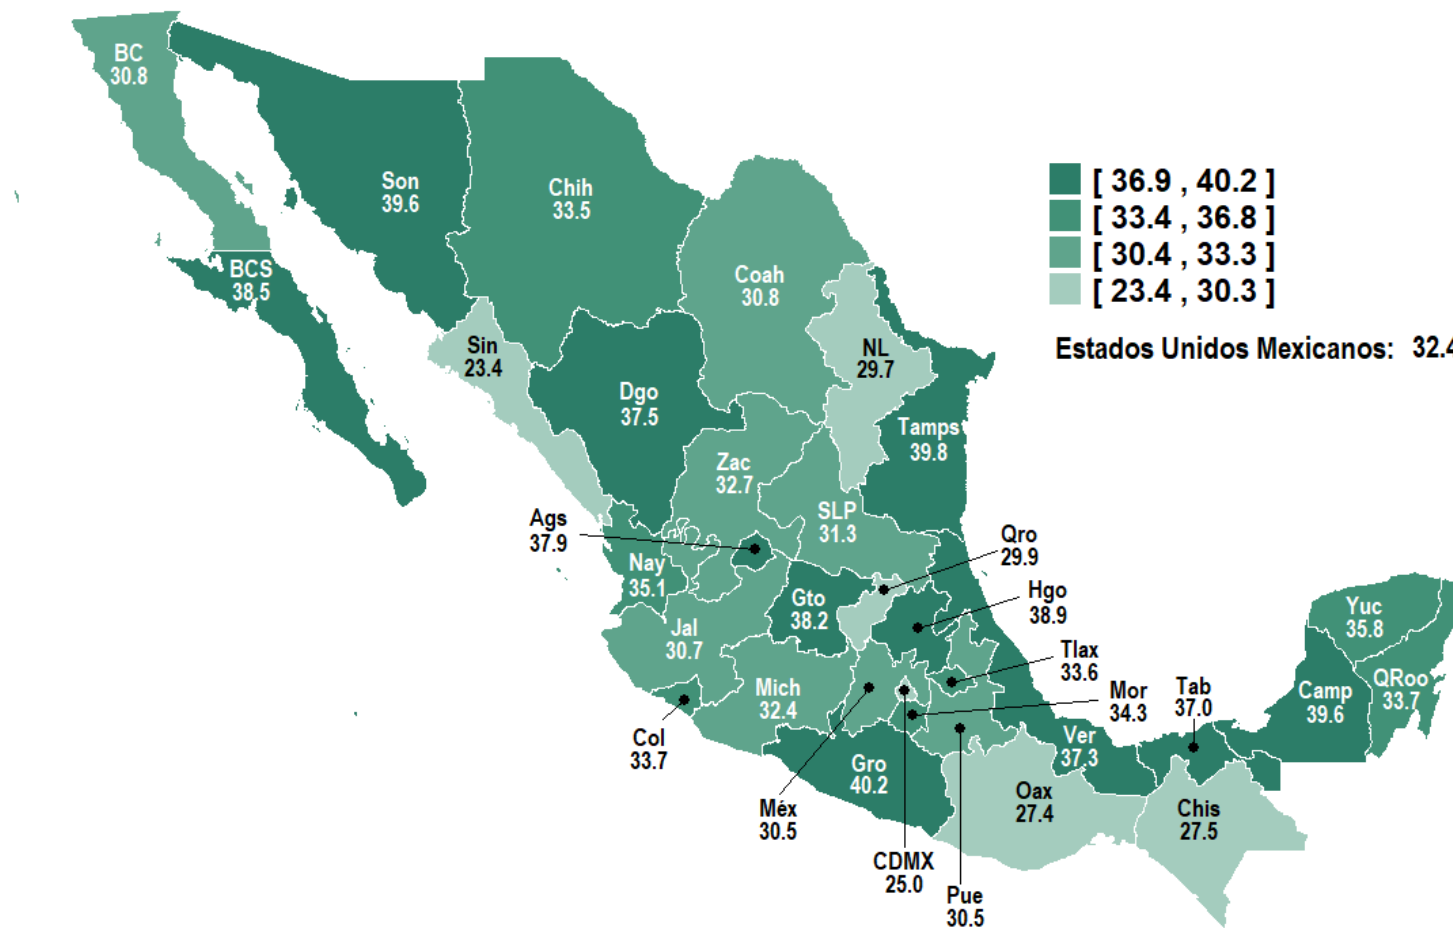 BC
30.8
Son
39.6
Chih
33.5
[ 36.9 , 40.2 ]
[ 33.4 , 36.8 ]
[ 30.4 , 33.3 ]
[ 23.4 , 30.3 ]
Estados Unidos Mexicanos: 32.4
BCS
38.5
Coah
30.8
Sin
23.4
NL
29.7
Dgo
37.5
Tamps
39.8
Zac
32.7
SLP
31.3
Ags
37.9
Qro
29.9
Nay
35.1
Gto
38.2
Hgo
38.9
Yuc
35.8
Jal
30.7
Tlax
33.6
Mich
32.4
Mor
34.3
Tab
37.0
Camp
39.6
QRoo
33.7
Col
33.7
Ver
37.3
Gro
40.2
Oax
27.4
Chis
27.5
Méx
30.5
CDMX
25.0
Pue
30.5